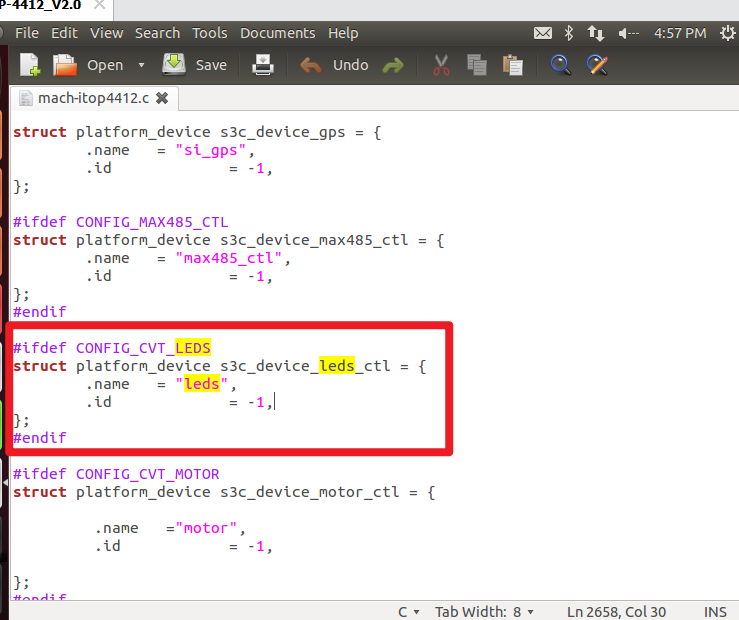 P-4412_V2.0
File Edit View Search Tools Documents Help 4:57 PM
Open Save Undo
mach-itop4412.c
struct platform_device s3c_device_gps = {
        .name   = "si_gps",
        .id             = -1,
};
#ifdef CONFIG_MAX485_CTL
struct platform_device s3c_device_max485_ctl = {
        .name   = "max485_ctl",
        .id             = -1,
};
#endif
#ifdef CONFIG_CVT_LEDS
struct platform_device s3c_device_leds_ctl = {
        .name   = "leds",
        .id             = -1,
};
#endif
#ifdef CONFIG_CVT_MOTOR
struct platform_device s3c_device_motor_ctl = {
         .name   ="motor",
         .id            = -1,
};
#endif
C Tab Width: 8 Ln 2658, Col 30 INS